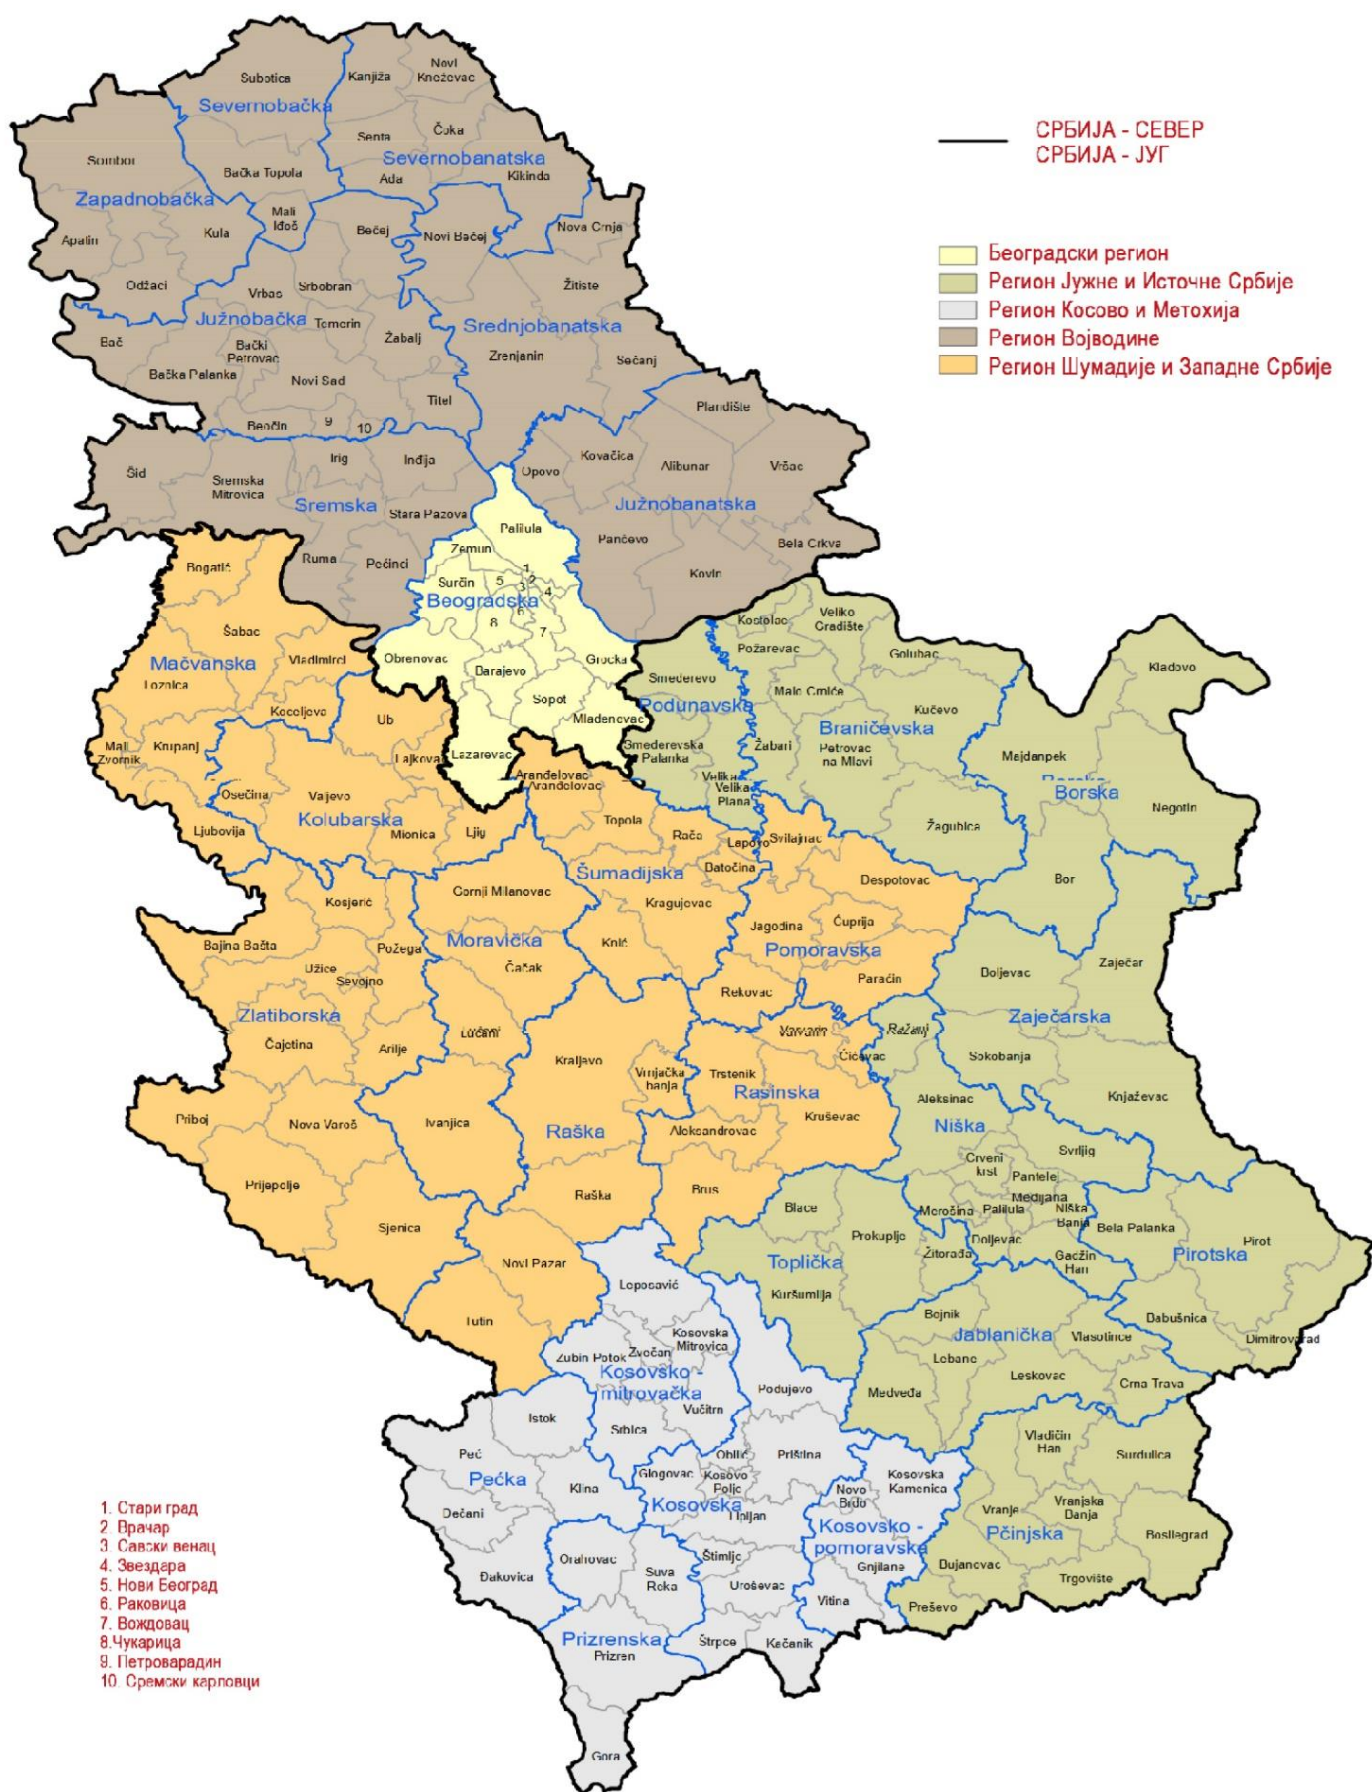 СРБИЈА - СЕВЕР
СРБИЈА - ЈУГ
Београдски регион
Регион Јужне и Источне Србије
Регион Косово и Метохија
Регион Војводине
Регион Шумадије и Западне Србије
Subotica
Kanjiža
Novi
Kneževac
Severnobačka
Senta
Čoka
Sombor
Severnobanatska
Bačka Topola
Ada
Kikinda
Zapadnobačka
Mali
Iđoš
Bečej
Novi Bečej
Nova Crnja
Apatin
Kula
Odžaci
Vrbas
Srbobran
Žitište
Južnobačka
Temerin
Srednjobanatska
Bač
Bački
Petrovac
Žabalj
Zrenjanin
Sečanj
Bačka Palanka
Novi Sad
Titel
Plandište
Beočin
9
10
Irig
Inđija
Opovo
Kovačica
Alibunar
Vršac
Šid
Sremska
Mitrovica
Sremska
Stara Pazova
Južnobanatska
Palilula
Pančevo
Bela Crkva
Ruma
Pećinci
Zemun
Kovin
Bogatić
Surčin
1
2
3
4
5
6
7
8
Beogradska
Šabac
Kostolac
Veliko
Gradište
Mačvanska
Vladimirci
Obrenovac
Barajevo
Grocka
Požarevac
Golubac
Kladovo
Loznica
Smederevo
Koceljeva
Sopot
Malo Crniće
Ub
Mladenovac
Podunavska
Kučevo
Braničevska
Mali
Zvornik
Krupanj
Lajkovac
Lazarevac
Smederevska
Palanka
Žabari
Petrovac
na Mlavi
Majdanpek
Aranđelovac
Aranđelovac
Velika
Velika
Plana
Borska
Borska
Osečina
Valjevo
Negotin
Kolubarska
Mionica
Ljig
Topola
Rača
Žagubica
Ljubovija
Lapovo
Svilajnac
Šumadijska
Batočina
Despotovac
Bor
Gornji Milanovac
Kosjerić
Kragujevac
Jagodina
Ćuprija
Bajina Bašta
Požega
Moravička
Knić
Pomoravska
Užice
Sevojno
Čačak
Paraćin
Boljevac
Zaječar
Rekovac
Zlatiborska
Lučani
Varvarin
Ražanj
Zaječarska
Čajetina
Arilje
Kraljevo
Vrnjačka
banja
Trstenik
Ćićevac
Sokobanja
Rasinska
Knjaževac
Priboj
Nova Varoš
Ivanjica
Raška
Aleksandrovac
Kruševac
Aleksinac
Niška
Svrljig
Crveni
krst
Pantelej
Prijepolje
Raška
Brus
Medijana
Blace
Merošina
Palilula
Niška
Banja
Bela Palanka
Sjenica
Prokuplje
Doljevac
Pirot
Žitorađa
Gadžin
Han
Pirotska
Novi Pazar
Toplička
Leposavić
Kuršumlija
Bojnik
Babušnica
Tutin
Jablanička
Vlasotince
Dimitrovgrad
Kosovska
Mitrovica
Zvečan
Zubin Potok
Lebane
Kosovsko -
mitrovačka
Podujevo
Medveđa
Leskovac
Crna Trava
Vučitrn
Istok
Srbica
Vladičin
Han
Peć
Obilić
Priština
Surdulica
Pećka
Glogovac
Kosovo
Polje
Kosovska
Kamenica
Klina
Novo
Brdo
Kosovska
Dečani
Lipljan
Vranje
Vranjska
Banja
Kosovsko -
pomoravska
Pčinjska
Bosilegrad
Orahovac
Štimlje
Bujanovac
Đakovica
Suva
Reka
Uroševac
Gnjilane
Trgovište
Vitina
Preševo
Prizrenska
Štrpce
Kačanik
Prizren
Gora
1. Стари град
2. Врачар
3. Савски венац
4. Звездара
5. Нови Београд
6. Раковица
7. Вождовац
8.Чукарица
9. Петроварадин
10. Сремски карловци